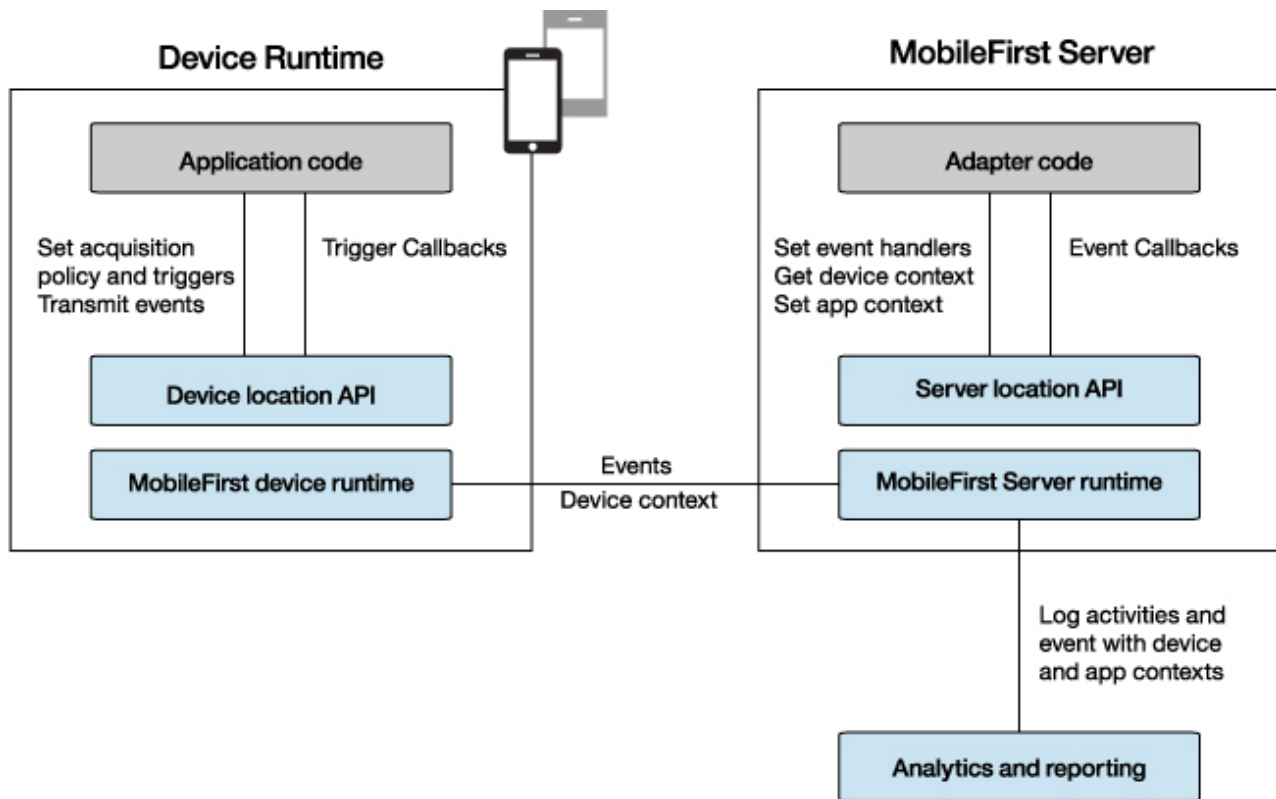 Device Runtime
MobileFirst Server
Application code
Adapter code
Set acquisition
policy and triggers
Transmit events
Trigger Callbacks
Set event handlers
Get device context
Set app context
Event Callbacks
Device location API
Server location API
MobileFirst device runtime
Events
Device context
MobileFirst Server runtime
Log activities and
event with device
and app contexts
Analytics and reporting